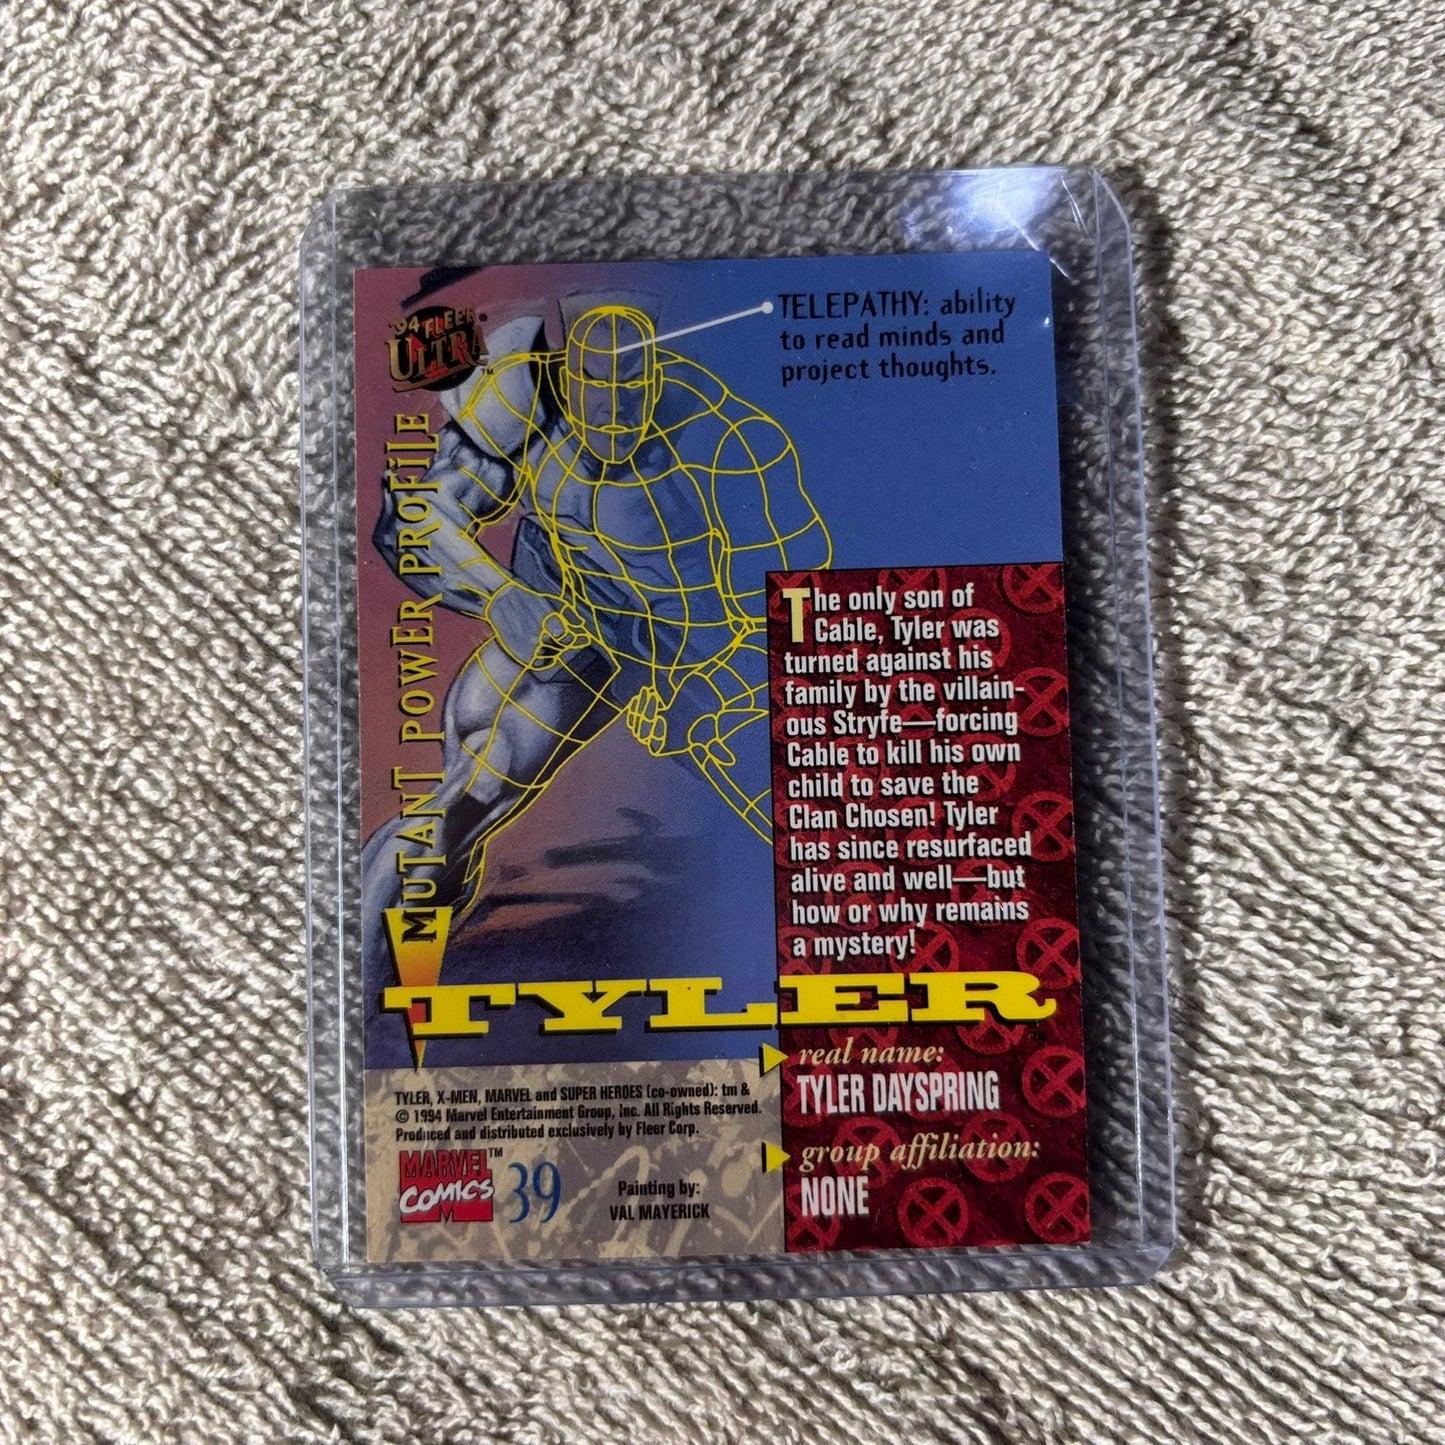 '94 FLEER
ULTRA®
TM
TELEPATHY: ability
to read minds and
project thoughts.
MUTANT POWER PROFILE
The only son of
Cable, Tyler was
turned against his
family by the villain-
ous Stryfe—forcing
Cable to kill his own
child to save the
Clan Chosen! Tyler
has since resurfaced
alive and well—but
how or why remains
a mystery!
TYLER
real name:
TYLER DAYSPRING
group affiliation:
NONE
TYLER, X-MEN, MARVEL and SUPER HEROES (co-owned): tm &
© 1994 Marvel Entertainment Group, Inc. All Rights Reserved.
Produced and distributed exclusively by Fleer Corp.
MARVEL™
COMICS
39
Painting by:
VAL MAYERICK